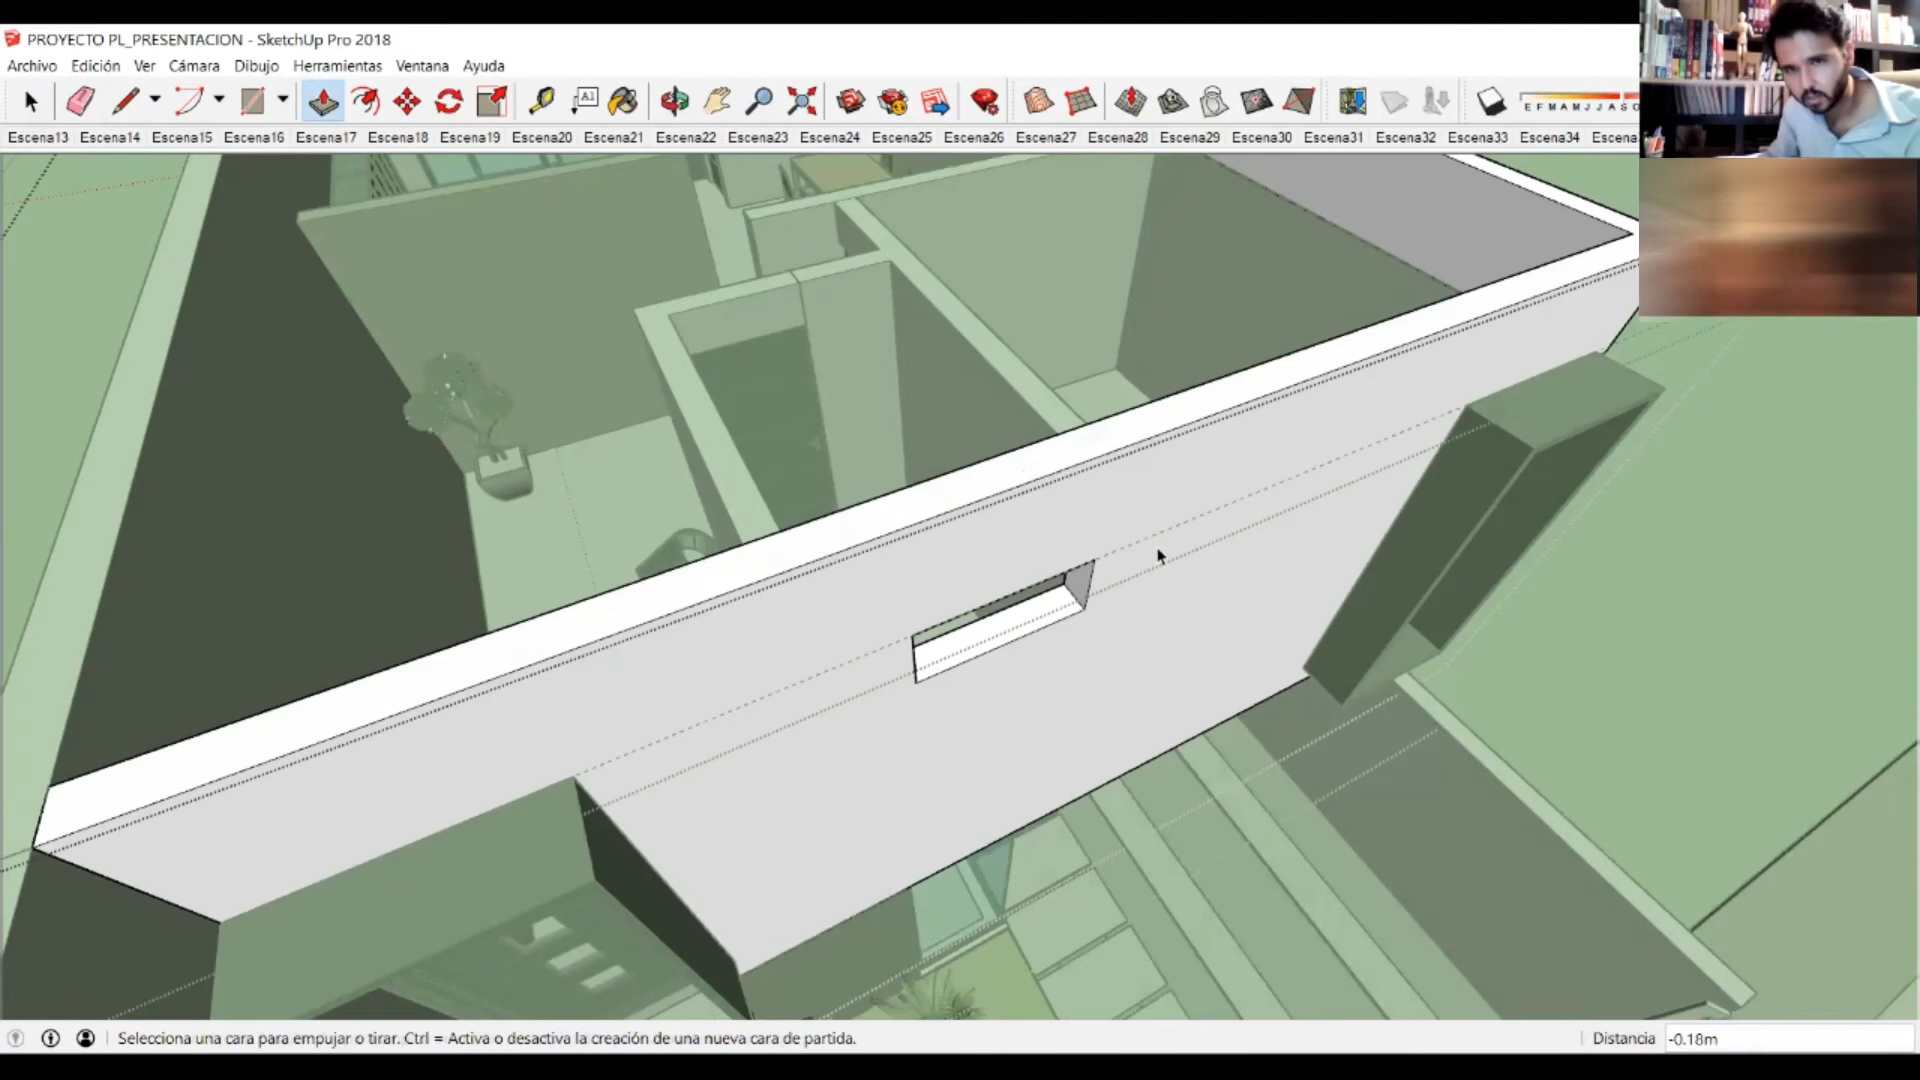 PROYECTO PL_PRESENTACION - SketchUp Pro 2018
Archivo Edición Ver Cámara Dibujo Herramientas Ventana Ayuda
A1
E F M A M J J A S O
Escena13 Escena14 Escena15 Escena16 Escena17 Escena18 Escena19 Escena20 Escena21 Escena22 Escena23 Escena24 Escena25 Escena26 Escena27 Escena28 Escena29 Escena30 Escena31 Escena32 Escena33 Escena34 Escena
Selecciona una cara para empujar o tirar. Ctrl = Activa o desactiva la creación de una nueva cara de partida.
Distancia -0.18m